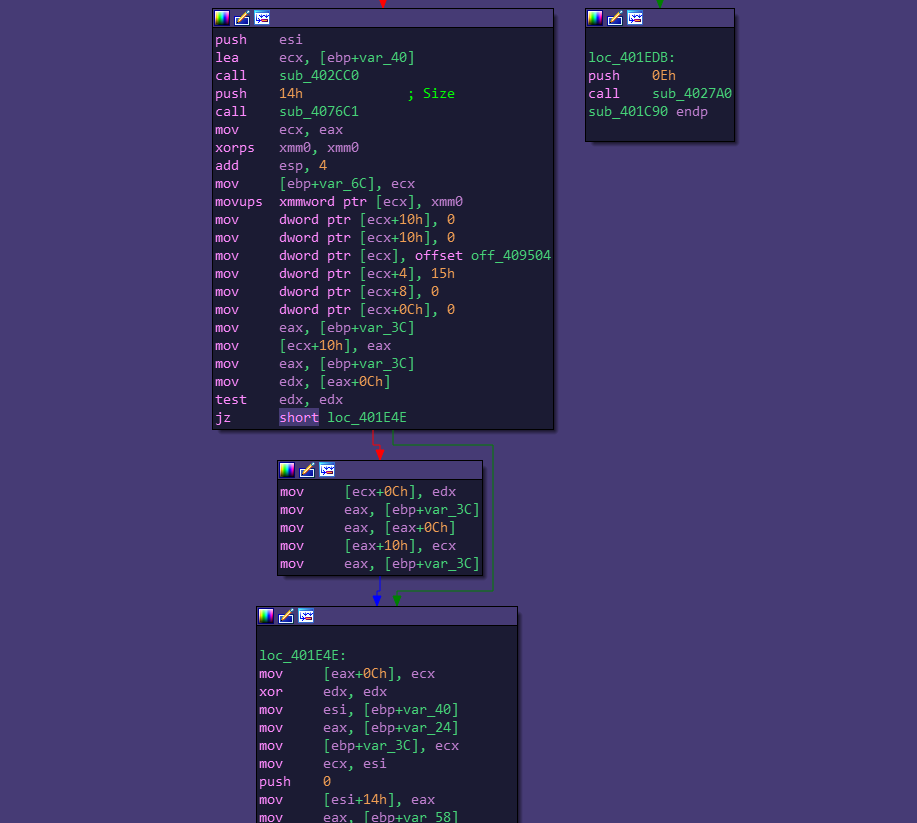 push    esi
lea     ecx, [ebp+var_40]
call    sub_402CC0
push    14h             ; Size
call    sub_4076C1
mov     ecx, eax
xorps   xmm0, xmm0
add     esp, 4
mov     [ebp+var_6C], ecx
movups  xmmword ptr [ecx], xmm0
mov     dword ptr [ecx+10h], 0
mov     dword ptr [ecx+10h], 0
mov     dword ptr [ecx], offset off_409504
mov     dword ptr [ecx+4], 15h
mov     dword ptr [ecx+8], 0
mov     dword ptr [ecx+0Ch], 0
mov     eax, [ebp+var_3C]
mov     [ecx+10h], eax
mov     eax, [ebp+var_3C]
mov     edx, [eax+0Ch]
test    edx, edx
jz      short loc_401E4E
loc_401EDB:
push    0Eh
call    sub_4027A0
sub_401C90 endp
mov     [ecx+0Ch], edx
mov     eax, [ebp+var_3C]
mov     eax, [eax+0Ch]
mov     [eax+10h], ecx
mov     eax, [ebp+var_3C]
loc_401E4E:
mov     [eax+0Ch], ecx
xor     edx, edx
mov     esi, [ebp+var_40]
mov     eax, [ebp+var_24]
mov     [ebp+var_3C], ecx
mov     ecx, esi
push    0
mov     [esi+14h], eax
mov     eax, [ebp+var_58]